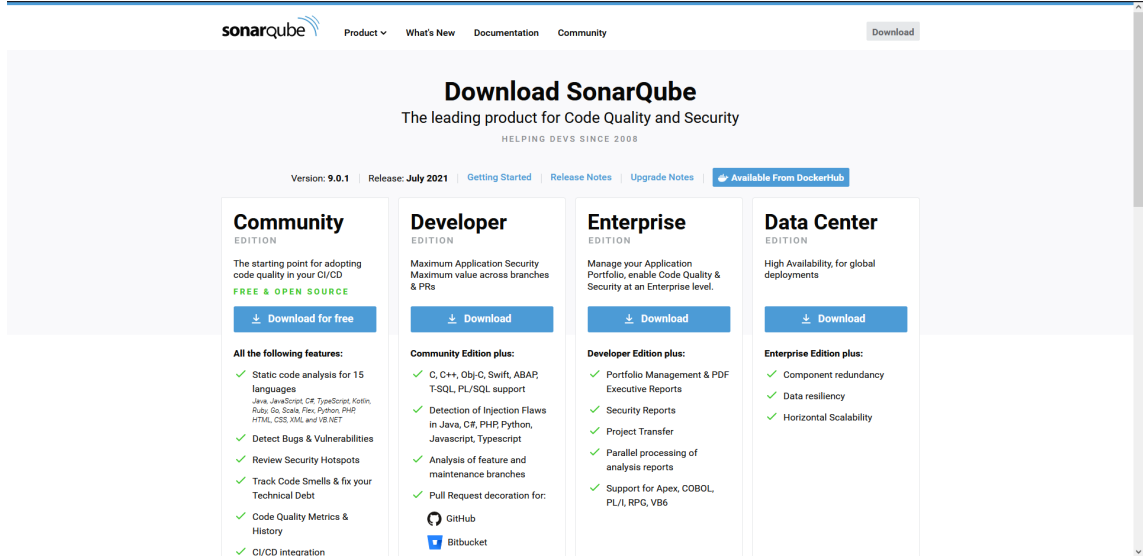 sonarqube
Product What's New Documentation Community Download
Download SonarQube
The leading product for Code Quality and Security
HELPING DEVS SINCE 2008
Version: 9.0.1 Release: July 2021 Getting Started Release Notes Upgrade Notes Available From DockerHub
Community
EDITION
The starting point for adopting
code quality in your CI/CD
FREE & OPEN SOURCE
Download for free
All the following features:
Static code analysis for 15
languages
Java, JavaScript, C#, TypeScript, Kotlin,
Ruby, Go, Scala, Flex, Python, PHP,
HTML, CSS, XML and VB.NET
Detect Bugs & Vulnerabilities
Review Security Hotspots
Track Code Smells & fix your
Technical Debt
Code Quality Metrics &
History
CI/CD integration
Developer
EDITION
Maximum Application Security
Maximum value across branches
& PRs
Download
Community Edition plus:
C, C++, Obj-C, Swift, ABAP,
T-SQL, PL/SQL support
Detection of Injection Flaws
in Java, C#, PHP, Python,
Javascript, Typescript
Analysis of feature and
maintenance branches
Pull Request decoration for:
GitHub
Bitbucket
Enterprise
EDITION
Manage your Application
Portfolio, enable Code Quality &
Security at an Enterprise level.
Download
Developer Edition plus:
Portfolio Management & PDF
Executive Reports
Security Reports
Project Transfer
Parallel processing of
analysis reports
Support for Apex, COBOL,
PL/I, RPG, VB6
Data Center
EDITION
High Availability, for global
deployments
Download
Enterprise Edition plus:
Component redundancy
Data resiliency
Horizontal Scalability